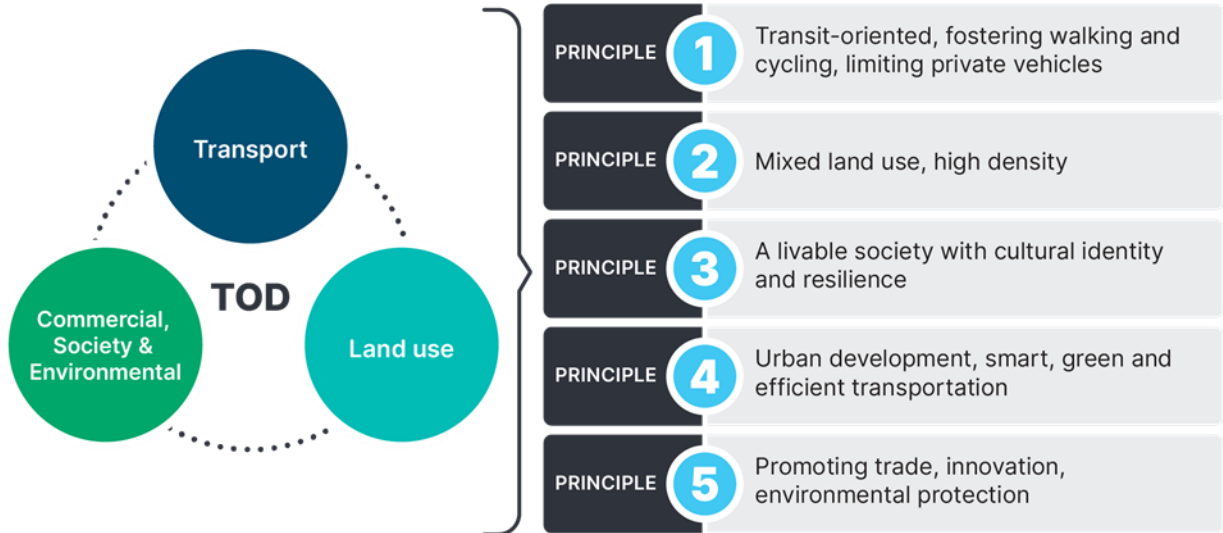 Transport
TOD
Commercial,
Society &
Environmental
Land use
PRINCIPLE 1
Transit-oriented, fostering walking and
cycling, limiting private vehicles
PRINCIPLE 2
Mixed land use, high density
PRINCIPLE 3
A livable society with cultural identity
and resilience
PRINCIPLE 4
Urban development, smart, green and
efficient transportation
PRINCIPLE 5
Promoting trade, innovation,
environmental protection